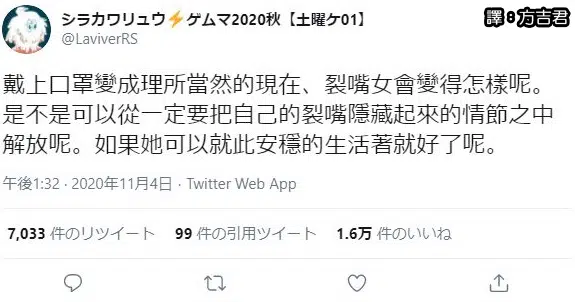 シラカワリュウ⚡ゲムマ2020秋【土曜ケ01】
譯:方吉君
@LaviverRS
戴上口罩變成理所當然的現在、裂嘴女會變得怎樣呢。
是不是可以從一定要把自己的裂嘴隱藏起來的情節之中
解放呢。如果她可以就此安穩的生活著就好了呢。
午後1:32 · 2020年11月4日 · Twitter Web App
7,033 件のリツイート 99 件の引用ツイート 1.6万 件のいいね